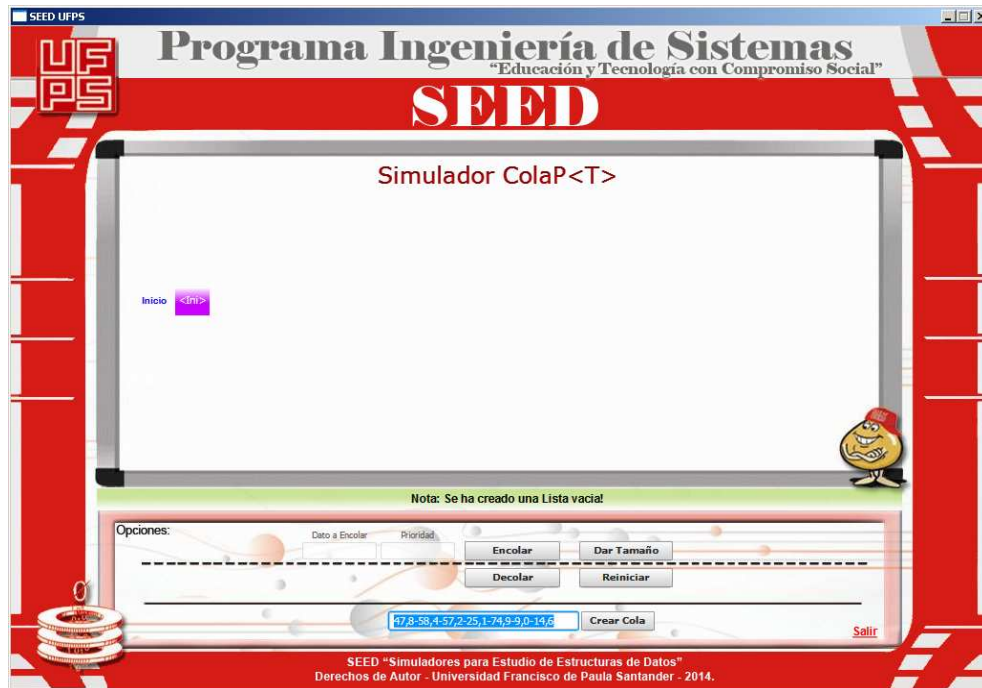 SEED UFPS
UFPS
Programa Ingeniería de Sistemas
“Educación y Tecnología con Compromiso Social”
SEED
Simulador ColaP<T>
Inicio <Ini>
Nota: Se ha creado una Lista vacia!
Opciones:
Dato a Encolar Prioridad
Encolar Dar Tamaño
Decolar Reiniciar
47,8-58,4-57,2-25,1-74,9-9,0-14,6 Crear Cola
Salir
SEED “Simuladores para Estudio de Estructuras de Datos”
Derechos de Autor - Universidad Francisco de Paula Santander - 2014.